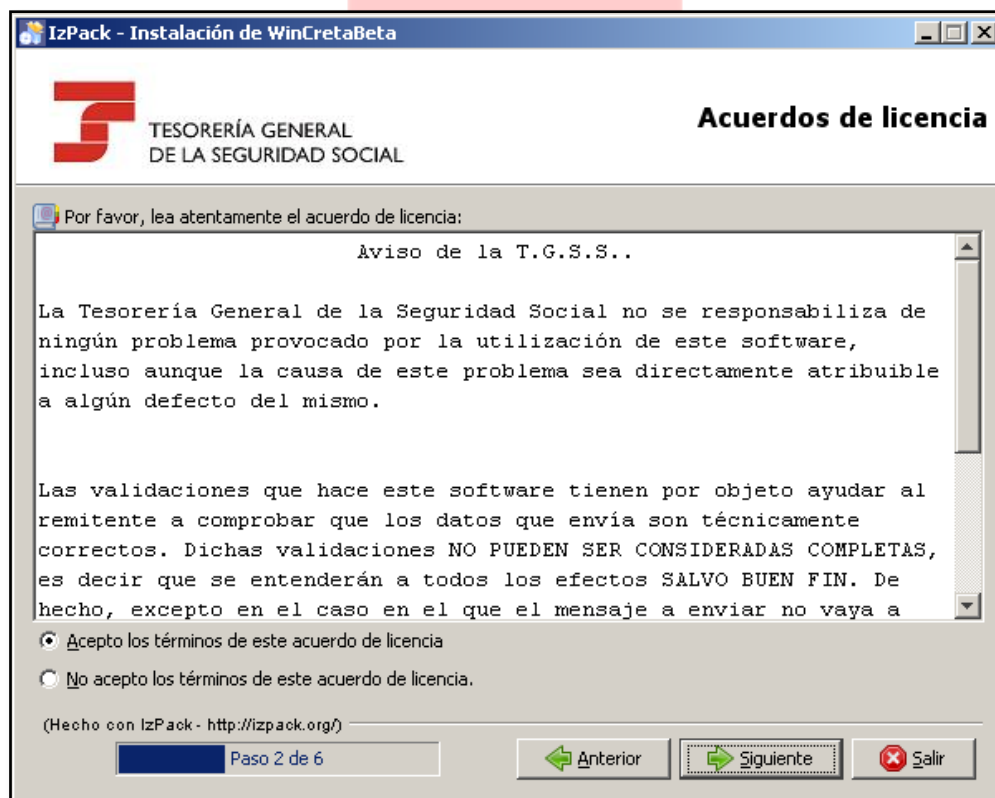 IzPack - Instalación de WinCretaBeta
TESORERÍA GENERAL
DE LA SEGURIDAD SOCIAL
Acuerdos de licencia
Por favor, lea atentamente el acuerdo de licencia:
Aviso de la T.G.S.S..
La Tesorería General de la Seguridad Social no se responsabiliza de
ningún problema provocado por la utilización de este software,
incluso aunque la causa de este problema sea directamente atribuible
a algún defecto del mismo.
Las validaciones que hace este software tienen por objeto ayudar al
remitente a comprobar que los datos que envía son técnicamente
correctos. Dichas validaciones NO PUEDEN SER CONSIDERADAS COMPLETAS,
es decir que se entenderán a todos los efectos SALVO BUEN FIN. De
hecho, excepto en el caso en el que el mensaje a enviar no vaya a
Acepto los términos de este acuerdo de licencia
No acepto los términos de este acuerdo de licencia.
(Hecho con IzPack - http://izpack.org/)
Paso 2 de 6
Anterior
Siguiente
Salir